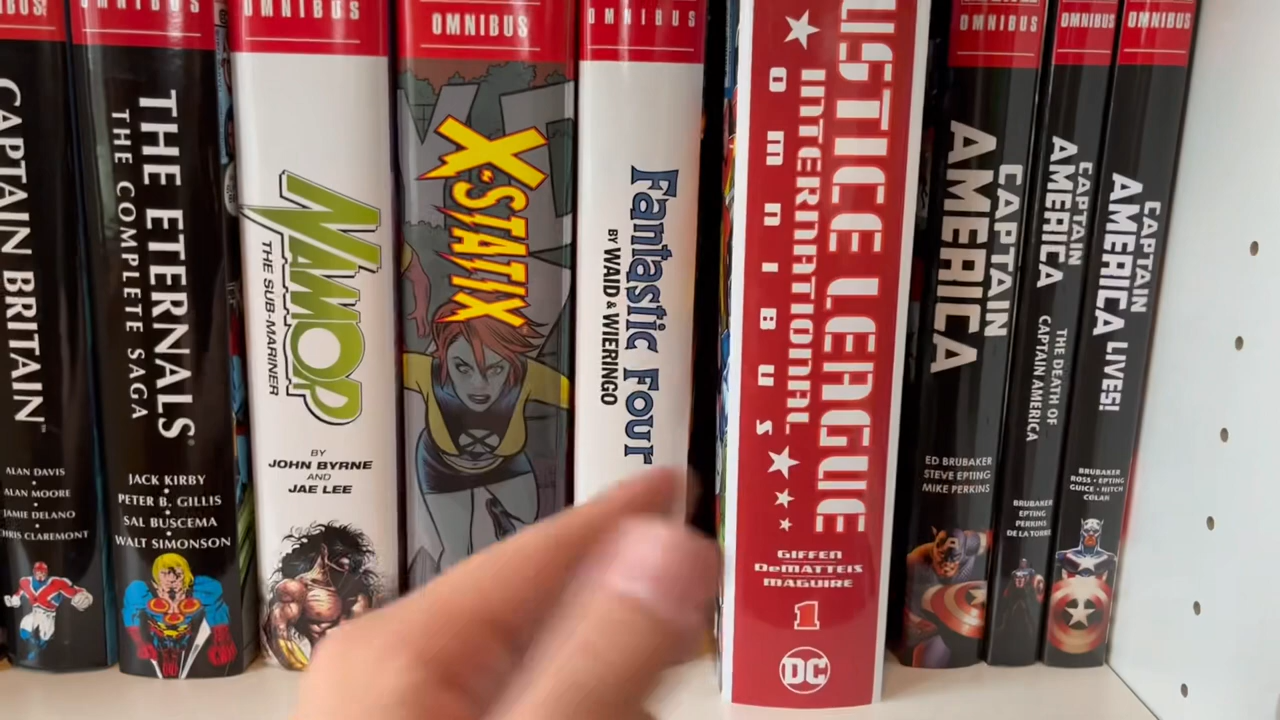 OMNIBUS
CAPTAIN BRITAIN™
ALAN DAVIS
•
ALAN MOORE
•
JAMIE DELANO
•
CHRIS CLAREMONT
OMNIBUS
THE ETERNALS®
THE COMPLETE SAGA
JACK KIRBY
•
PETER B. GILLIS
•
SAL BUSCEMA
•
WALT SIMONSON
OMNIBUS
NAMOR
THE SUB-MARINER
BY
JOHN BYRNE
AND
JAE LEE
OMNIBUS
X-STATIX
OMNIBUS
Fantastic Four
BY WAID & WIERINGO
JUSTICE LEAGUE
INTERNATIONAL
OMNIBUS
GIFFEN
DeMATTEIS
MAGUIRE
1
DC
OMNIBUS
CAPTAIN
AMERICA
ED BRUBAKER
STEVE EPTING
MIKE PERKINS
OMNIBUS
CAPTAIN
AMERICA
THE DEATH OF
CAPTAIN AMERICA
BRUBAKER
EPTING
PERKINS
DE LA TORRE
OMNIBUS
CAPTAIN
AMERICA LIVES!
BRUBAKER
ROSS • EPTING
GUICE • HITCH
COLAN